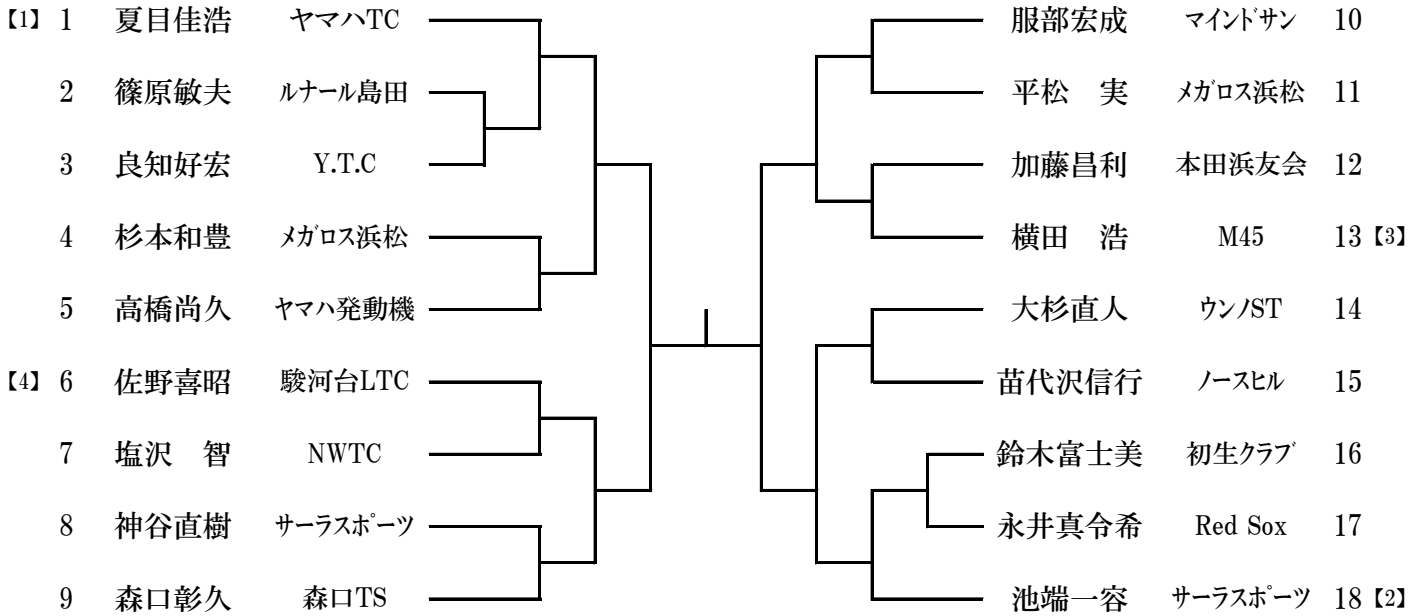 【1】 1 夏目佳浩 ヤマハTC
2 篠原敏夫 ルナール島田
3 良知好宏 Y.T.C
4 杉本和豊 メガロス浜松
5 高橋尚久 ヤマハ発動機
【4】 6 佐野喜昭 駿河台LTC
7 塩沢 智 NWTC
8 神谷直樹 サーラスポーツ
9 森口彰久 森口TS
服部宏成 マインドサン 10
平松 実 メガロス浜松 11
加藤昌利 本田浜友会 12
横田 浩 M45 13【3】
大杉直人 ウンノST 14
苗代沢信行 ノースヒル 15
鈴木富士美 初生クラブ 16
永井真令希 Red Sox 17
池端一容 サーラスポーツ 18【2】